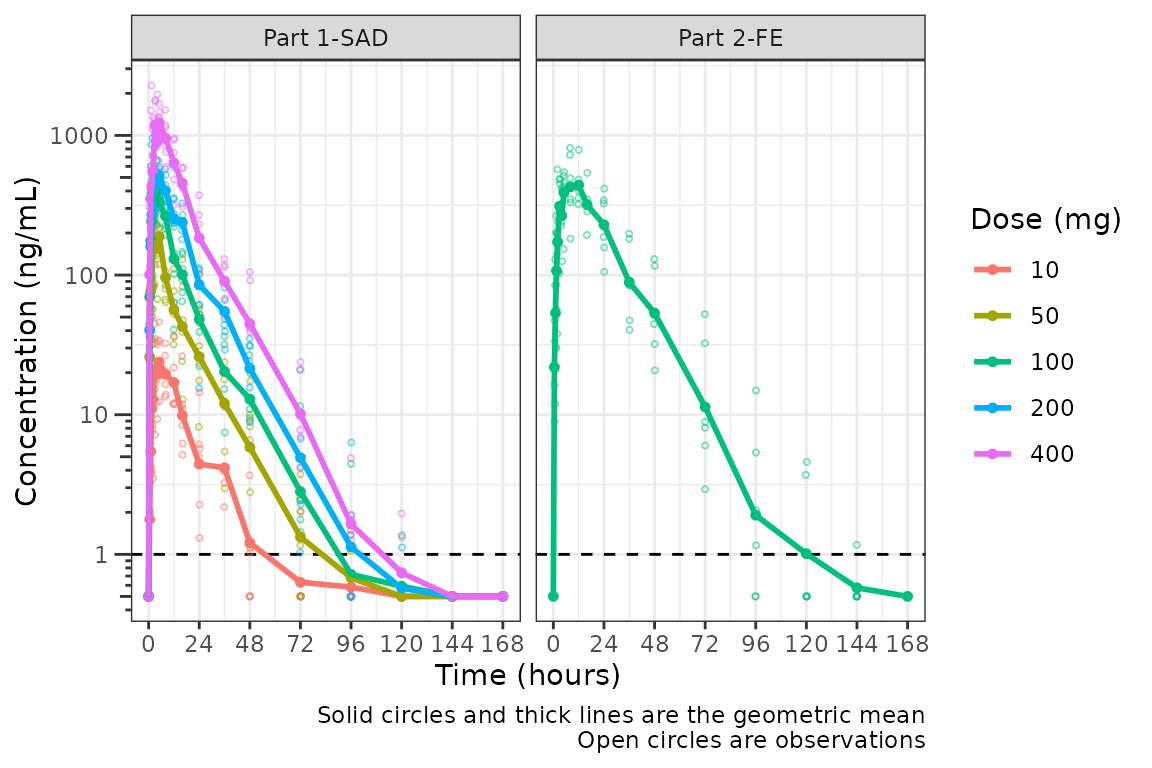 Part 1-SAD
Part 2-FE
Concentration (ng/mL)
1000
100
10
1
0 24 48 72 96 120 144 168
0 24 48 72 96 120 144 168
Time (hours)
Dose (mg)
10
50
100
200
400
Solid circles and thick lines are the geometric mean
Open circles are observations